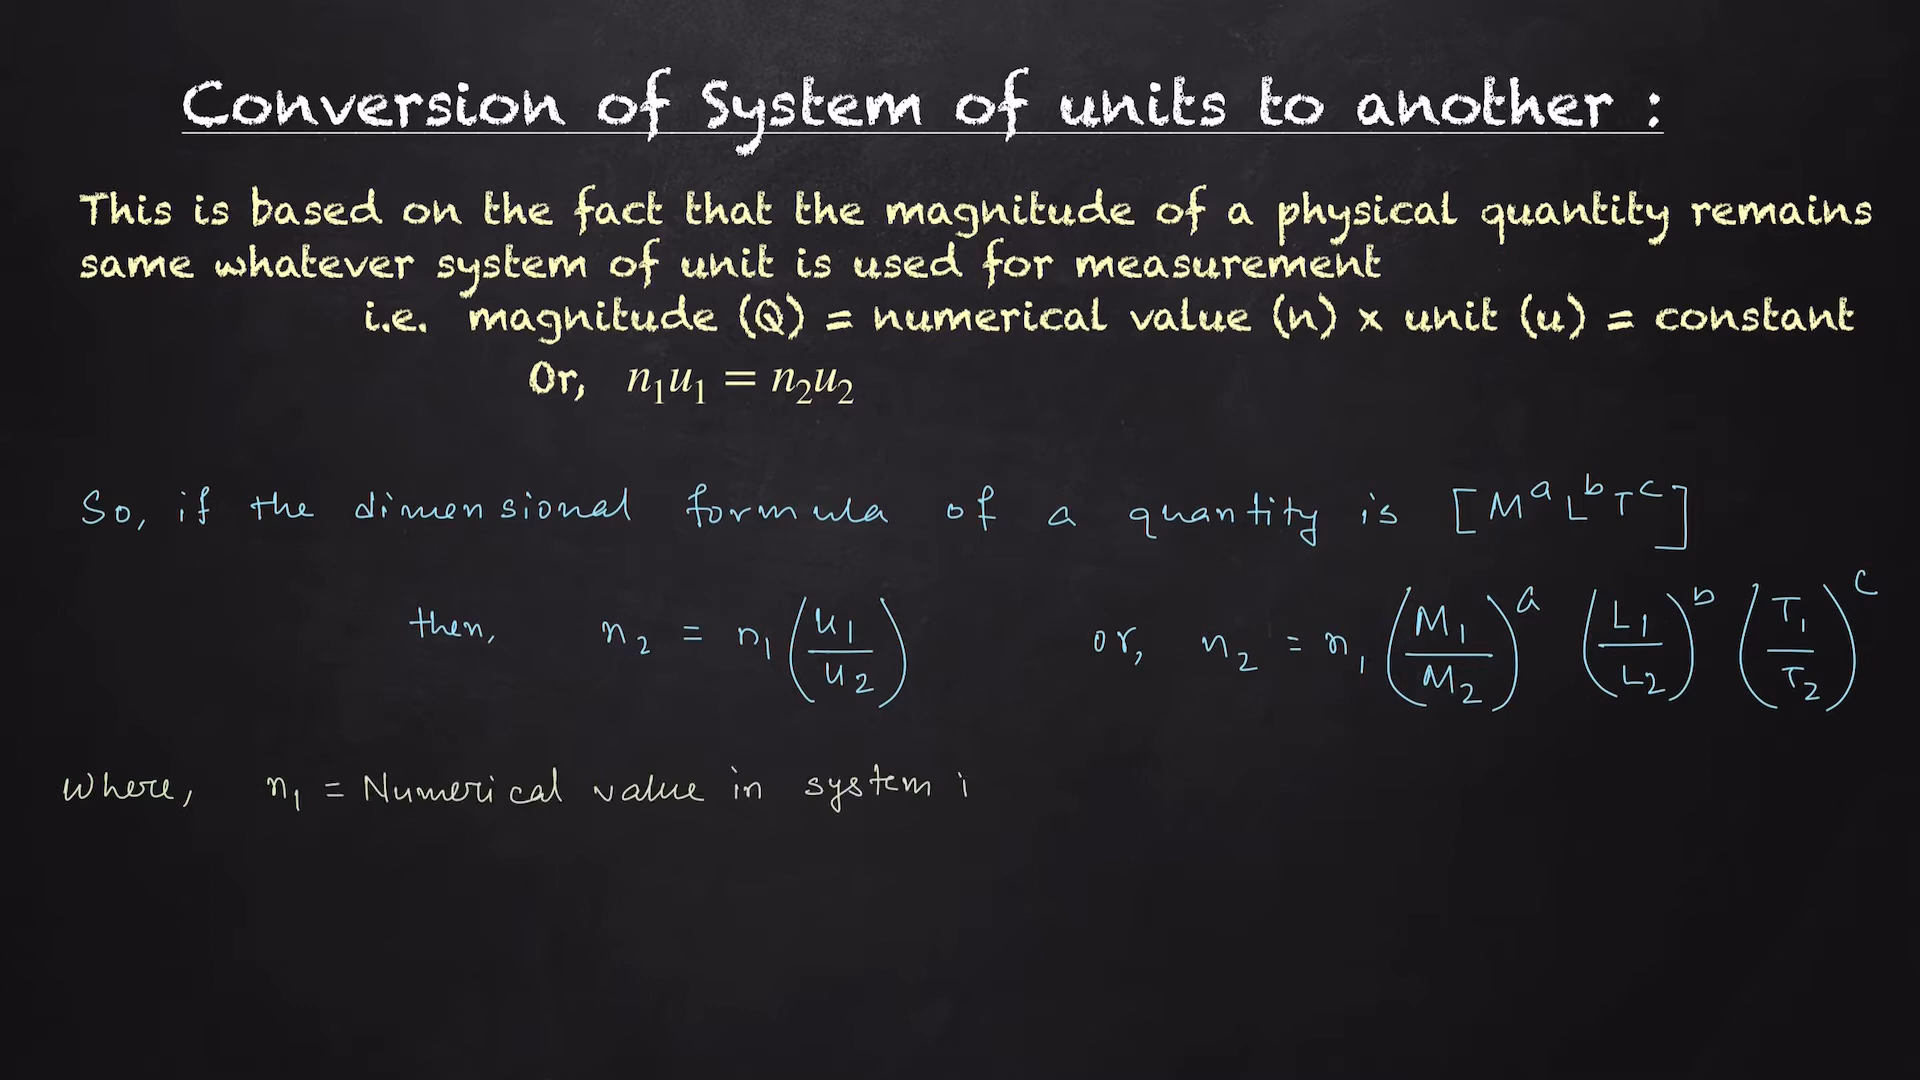 Conversion of System of units to another :
This is based on the fact that the magnitude of a physical quantity remains
same whatever system of unit is used for measurement
i.e. magnitude (Q) = numerical value (n) x unit (u) = constant
Or, n₁u₁ = n₂u₂
So, if the dimensional formula of a quantity is [MᵃLᵇTᶜ]
then, n₂ = n₁ (u₁/u₂) or, n₂ = n₁ (M₁/M₂)ᵃ (L₁/L₂)ᵇ (T₁/T₂)ᶜ
where, n₁ = Numerical value in system i